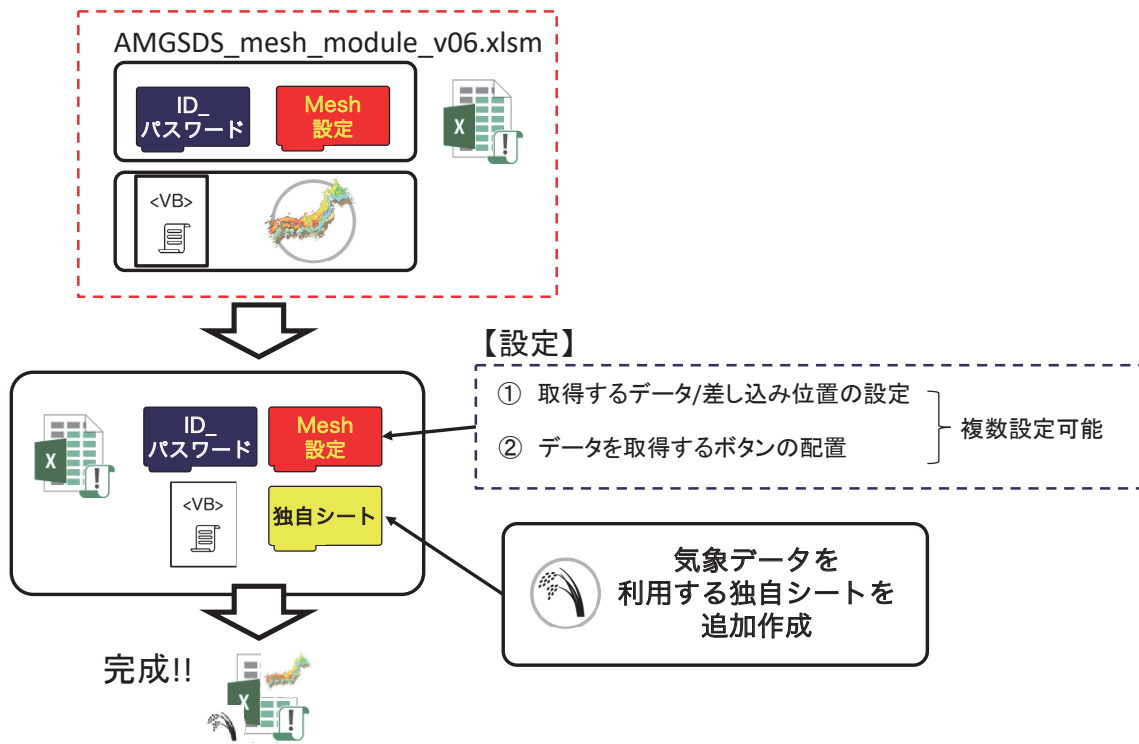 AMGSDS_mesh_module_v06.xlsm
ID_
パスワード
Mesh
設定
X
!
<VB>
【設定】
① 取得するデータ/差し込み位置の設定
② データを取得するボタンの配置
複数設定可能
X
!
ID_
パスワード
Mesh
設定
<VB>
独自シート
気象データを
利用する独自シートを
追加作成
完成!!
X
!